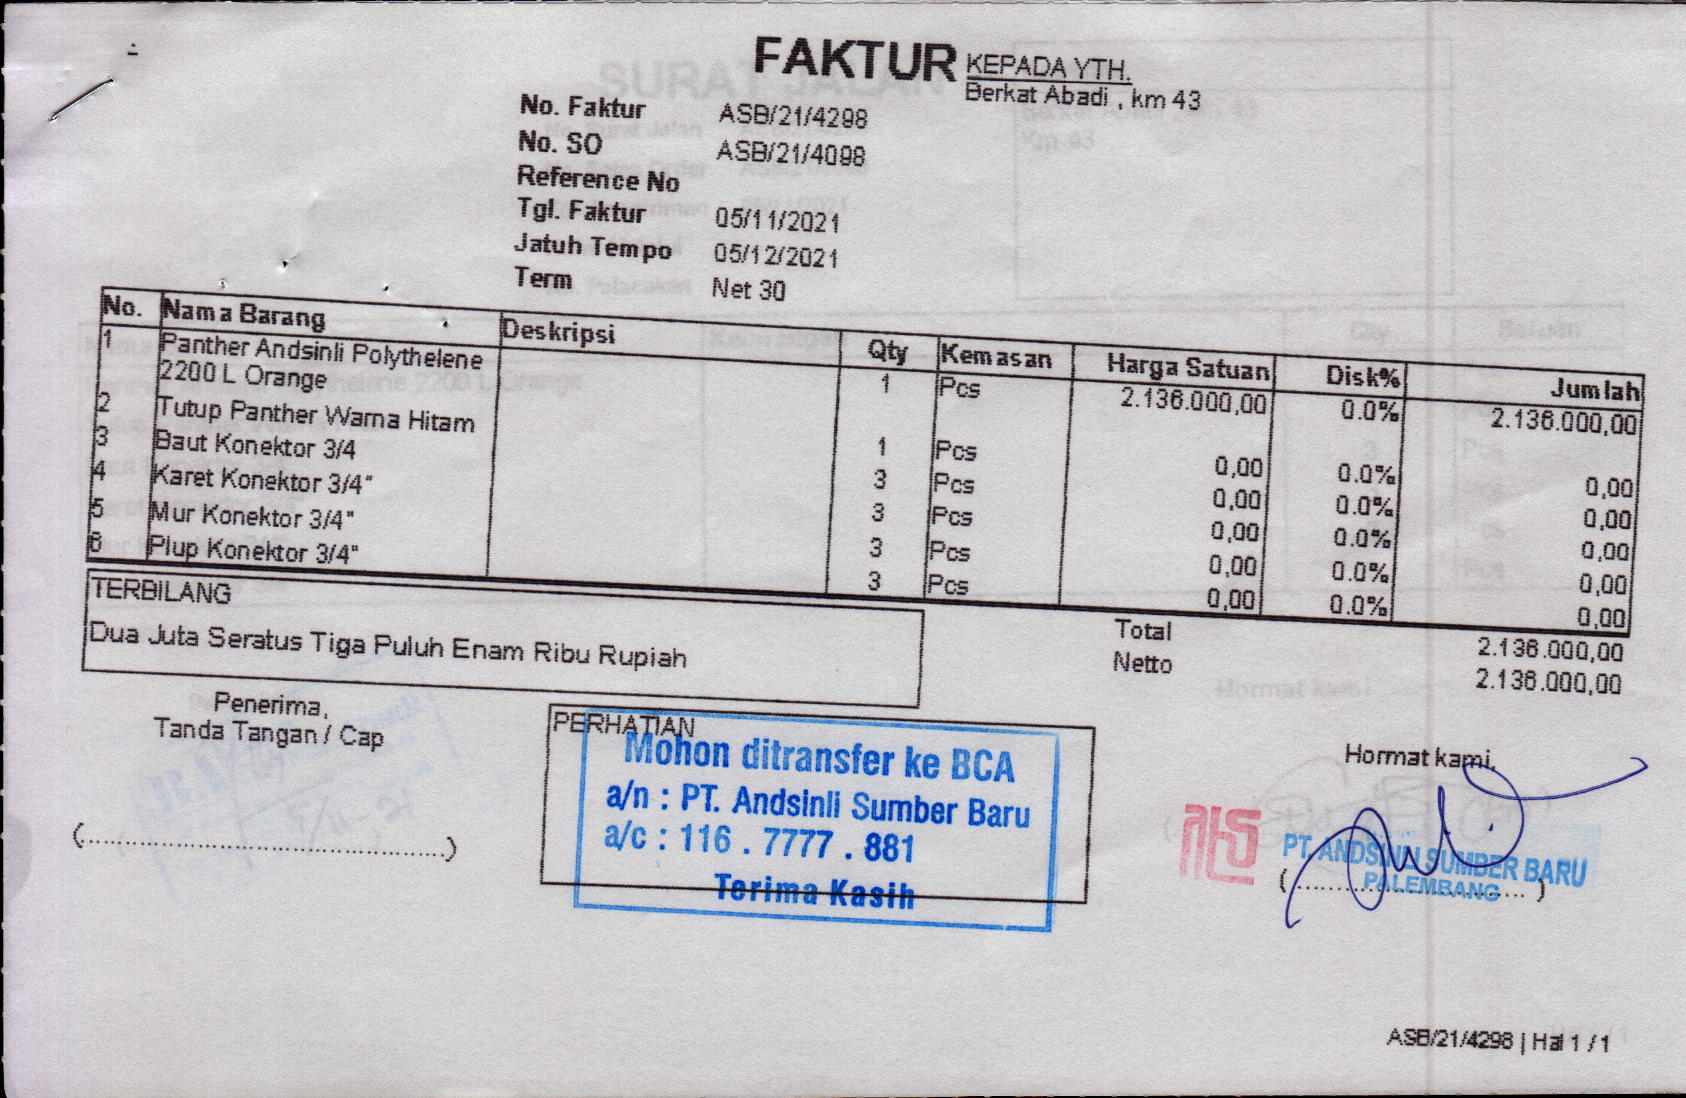 FAKTUR
KEPADA YTH.
Berkat Abadi , km 43
No. Faktur ASB/21/4298
No. SO ASB/21/4098
Reference No
Tgl. Faktur 05/11/2021
Jatuh Tempo 05/12/2021
Term Net 30
No. Nama Barang Deskripsi Qty Kemasan Harga Satuan Disk% Jumlah
1 Panther Andsinli Polythelene 1 Pcs 2.136.000,00 0.0% 2.136.000,00
2200 L Orange
2 Tutup Panther Warna Hitam 1 Pcs 0,00 0.0% 0,00
3 Baut Konektor 3/4 3 Pcs 0,00 0.0% 0,00
4 Karet Konektor 3/4" 3 Pcs 0,00 0.0% 0,00
5 Mur Konektor 3/4" 3 Pcs 0,00 0.0% 0,00
6 Plup Konektor 3/4" 3 Pcs 0,00 0.0% 0,00
TERBILANG
Dua Juta Seratus Tiga Puluh Enam Ribu Rupiah
Total 2.136.000,00
Netto 2.136.000,00
Penerima,
Tanda Tangan / Cap
(..........................................)
PERHATIAN
Mohon ditransfer ke BCA
a/n : PT. Andsinli Sumber Baru
a/c : 116 . 7777 . 881
Terima Kasih
Hormat kami,
PT. ANDSINLI SUMBER BARU
PALEMBANG
(..........................)
ASB/21/4298 | Hal 1 / 1